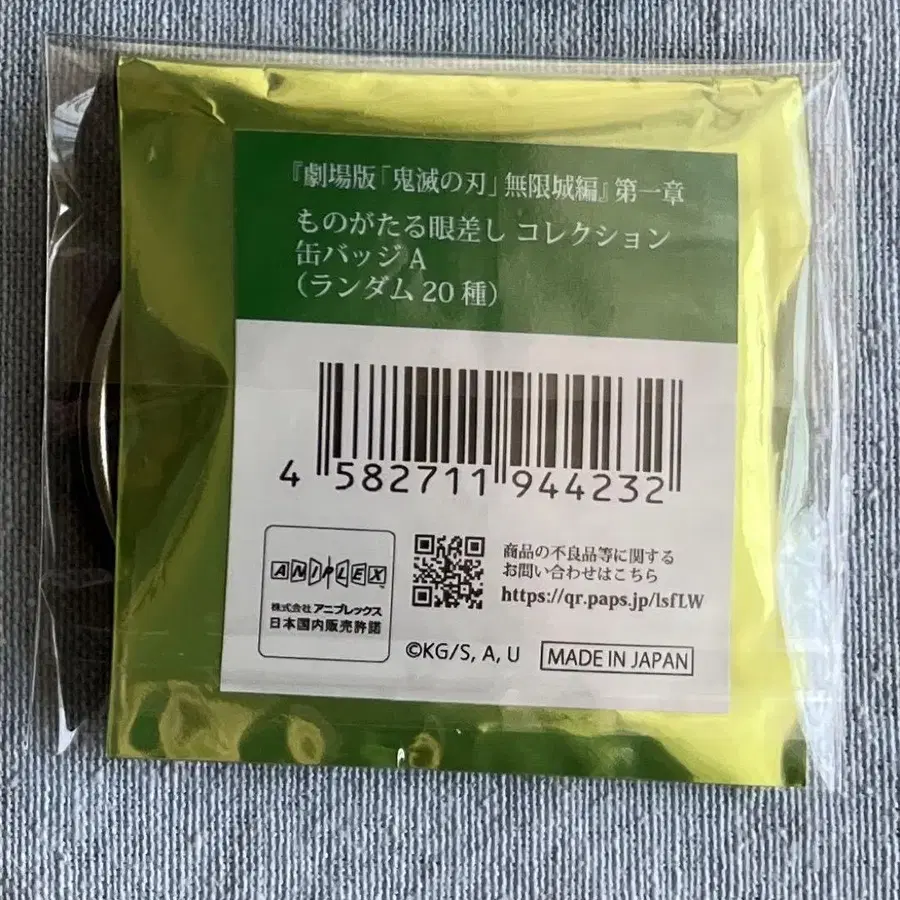 『劇場版「鬼滅の刃」無限城編』第一章
ものがたる眼差し コレクション
缶バッジ A
（ランダム 20 種）
4 582711 944232
ANIPLEX
株式会社 アニプレックス
日本国内販売許諾
商品の不良品等に関する
お問い合わせはこちら
https://qr.paps.jp/lsfLW
©KG/S, A, U
MADE IN JAPAN